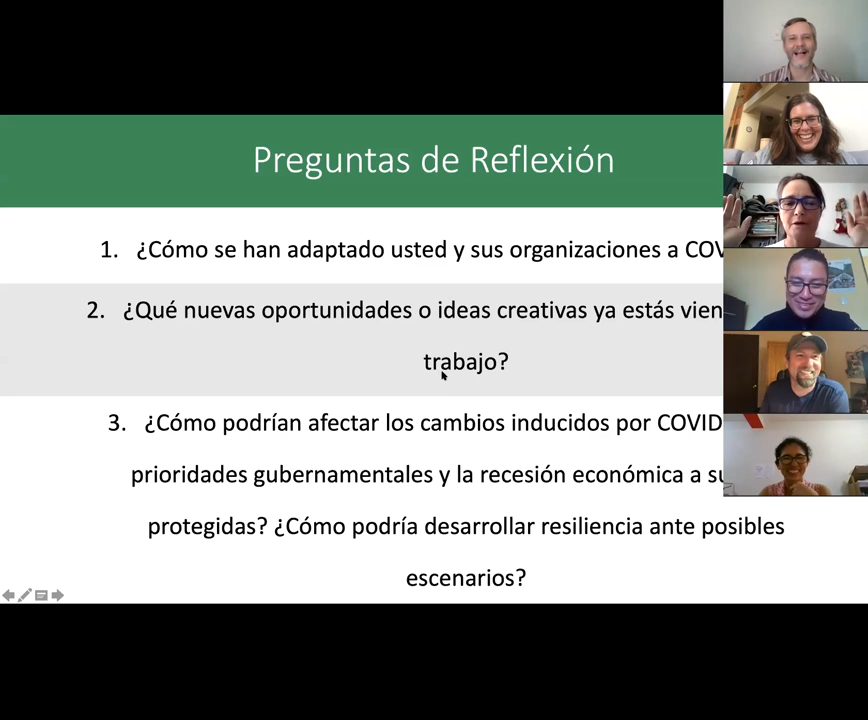 Preguntas de Reflexión
1. ¿Cómo se han adaptado usted y sus organizaciones a COV
2. ¿Qué nuevas oportunidades o ideas creativas ya estás vien
trabajo?
3. ¿Cómo podrían afectar los cambios inducidos por COVID
prioridades gubernamentales y la recesión económica a su
protegidas? ¿Cómo podría desarrollar resiliencia ante posibles
escenarios?